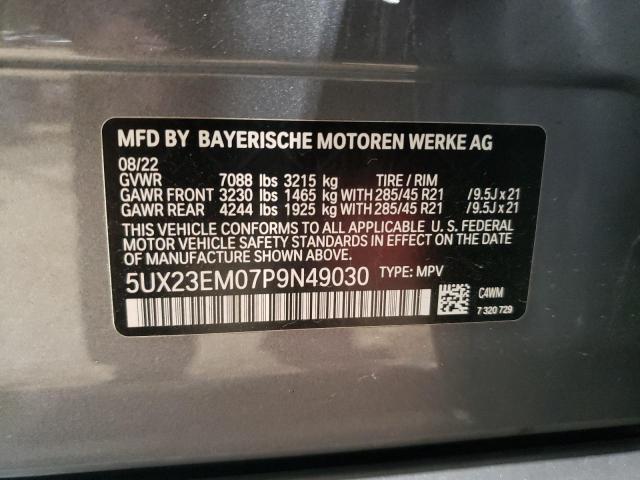 MFD BY BAYERISCHE MOTOREN WERKE AG
08/22
GVWR 7088 lbs 3215 kg TIRE / RIM
GAWR FRONT 3230 lbs 1465 kg WITH 285/45 R21 / 9.5J x 21
GAWR REAR 4244 lbs 1925 kg WITH 285/45 R21 / 9.5J x 21
THIS VEHICLE CONFORMS TO ALL APPLICABLE U.S. FEDERAL
MOTOR VEHICLE SAFETY STANDARDS IN EFFECT ON THE
DATE OF MANUFACTURE SHOWN ABOVE.
5UX23EM07P9N49030 TYPE: MPV
C4WM
7 320 729